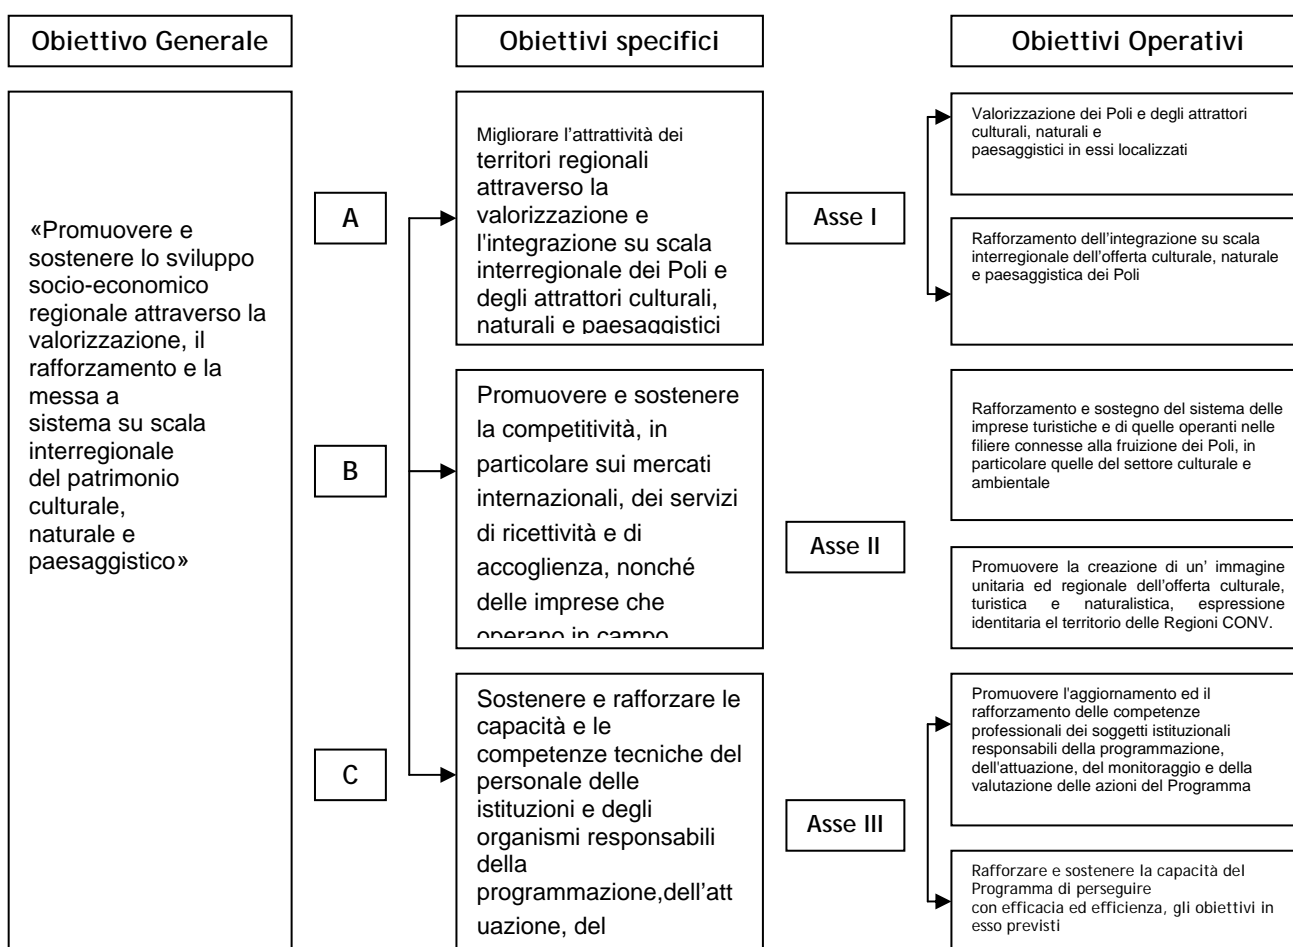 Obiettivo Generale
Obiettivi specifici
Obiettivi Operativi
«Promuovere e
sostenere lo sviluppo
socio-economico
regionale attraverso la
valorizzazione, il
rafforzamento e la
messa a
sistema su scala
interregionale
del patrimonio
culturale,
naturale e
paesaggistico»
A
Migliorare l'attrattività dei
territori regionali
attraverso la
valorizzazione e
l'integrazione su scala
interregionale dei Poli e
degli attrattori culturali,
naturali e paesaggistici
Asse I
Valorizzazione dei Poli e degli attrattori
culturali, naturali e
paesaggistici in essi localizzati
Rafforzamento dell'integrazione su scala
interregionale dell'offerta culturale, naturale
e paesaggistica dei Poli
B
Promuovere e sostenere
la competitività, in
particolare sui mercati
internazionali, dei servizi
di ricettività e di
accoglienza, nonché
delle imprese che
operano in campo
Asse II
Rafforzamento e sostegno del sistema delle
imprese turistiche e di quelle operanti nelle
filiere connesse alla fruizione dei Poli, in
particolare quelle del settore culturale e
ambientale
Promuovere la creazione di un' immagine
unitaria ed regionale dell'offerta culturale,
turistica e naturalistica, espressione
identitaria el territorio delle Regioni CONV.
C
Sostenere e rafforzare le
capacità e le
competenze tecniche del
personale delle
istituzioni e degli
organismi responsabili
della
programmazione,dell'att
uazione, del
Asse III
Promuovere l'aggiornamento ed il
rafforzamento delle competenze
professionali dei soggetti istituzionali
responsabili della programmazione,
dell'attuazione, del monitoraggio e della
valutazione delle azioni del Programma
Rafforzare e sostenere la capacità del
Programma di perseguire
con efficacia ed efficienza, gli obiettivi in
esso previsti